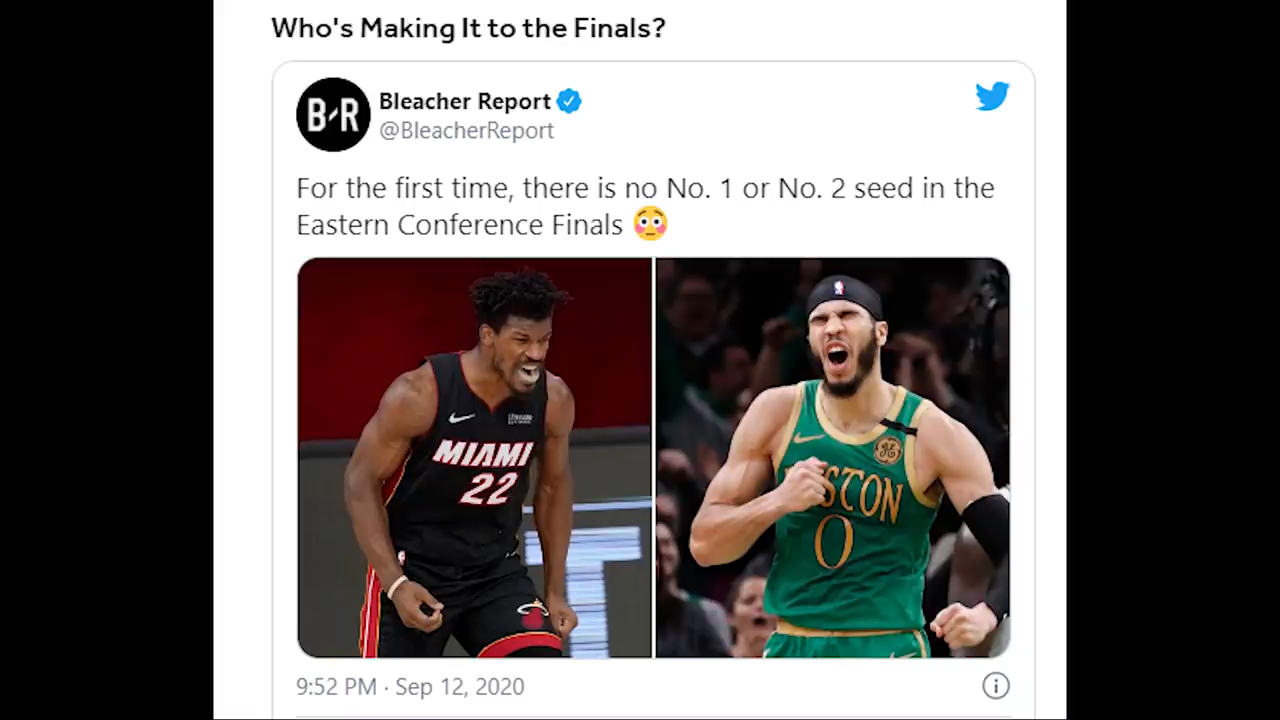 Who's Making It to the Finals?
B/R
Bleacher Report
@BleacherReport
For the first time, there is no No. 1 or No. 2 seed in the
Eastern Conference Finals 😳
MIAMI
22
STON
0
9:52 PM · Sep 12, 2020